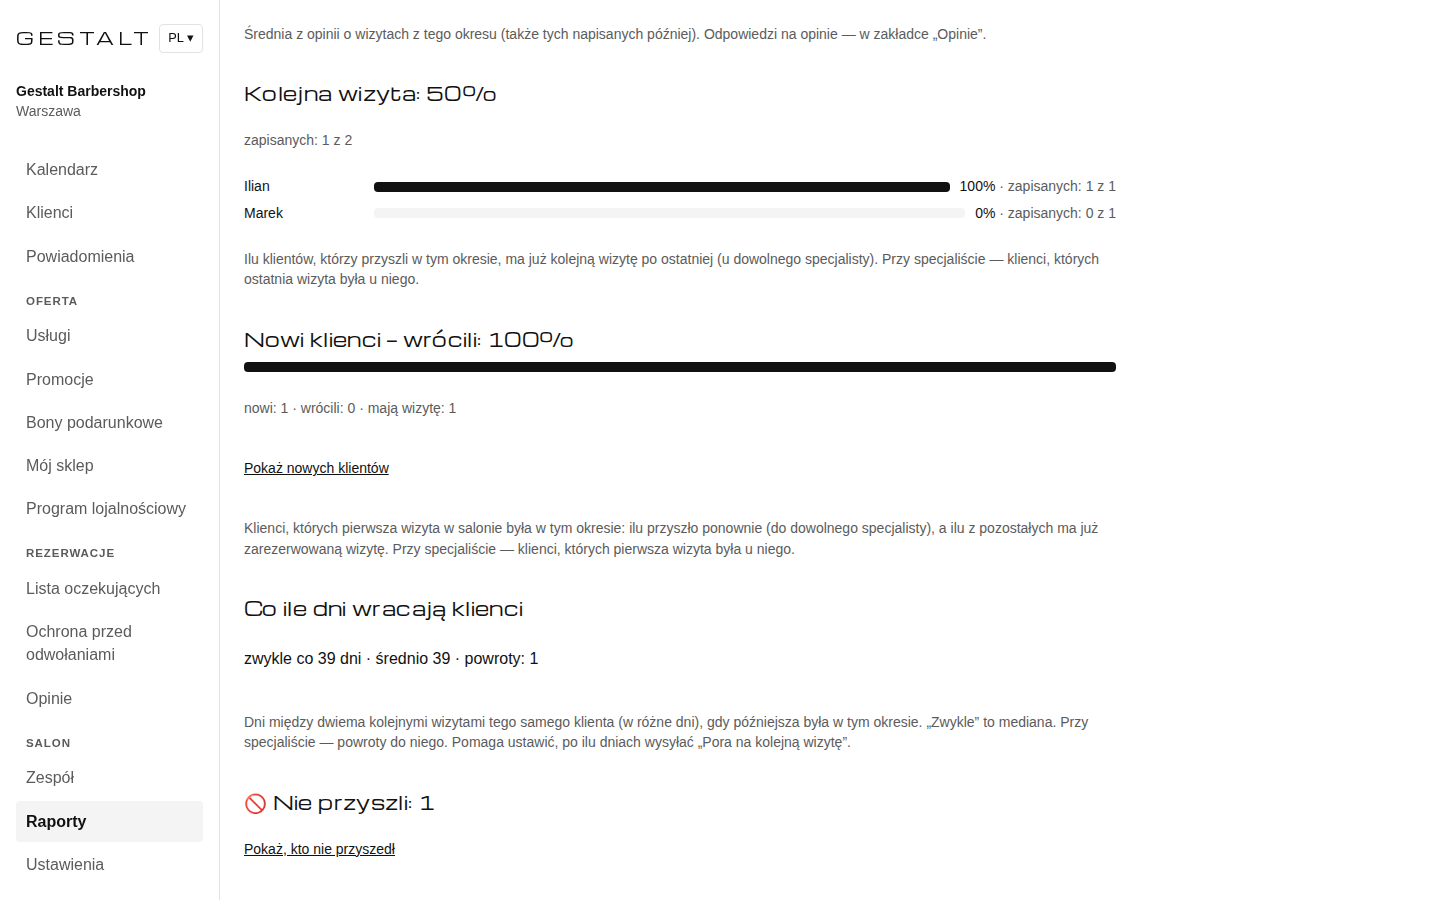 GESTALT
PL ▾
Gestalt Barbershop
Warszawa
Kalendarz
Klienci
Powiadomienia
OFERTA
Usługi
Promocje
Bony podarunkowe
Mój sklep
Program lojalnościowy
REZERWACJE
Lista oczekujących
Ochrona przed
odwołaniami
Opinie
SALON
Zespół
Raporty
Ustawienia
Średnia z opinii o wizytach z tego okresu (także tych napisanych później). Odpowiedzi na opinie — w zakładce „Opinie”.
Kolejna wizyta: 50%
zapisanych: 1 z 2
Ilian 100% · zapisanych: 1 z 1
Marek 0% · zapisanych: 0 z 1
Ilu klientów, którzy przyszli w tym okresie, ma już kolejną wizytę po ostatniej (u dowolnego specjalisty). Przy specjaliście — klienci, których
ostatnia wizyta była u niego.
Nowi klienci – wrócili: 100%
nowi: 1 · wrócili: 0 · mają wizytę: 1
Pokaż nowych klientów
Klienci, których pierwsza wizyta w salonie była w tym okresie: ilu przyszło ponownie (do dowolnego specjalisty), a ilu z pozostałych ma już
zarezerwowaną wizytę. Przy specjaliście — klienci, których pierwsza wizyta była u niego.
Co ile dni wracają klienci
zwykle co 39 dni · średnio 39 · powroty: 1
Dni między dwiema kolejnymi wizytami tego samego klienta (w różne dni), gdy późniejsza była w tym okresie. „Zwykle” to mediana. Przy
specjaliście — powroty do niego. Pomaga ustawić, po ilu dniach wysyłać „Pora na kolejną wizytę”.
🚫 Nie przyszli: 1
Pokaż, kto nie przyszedł